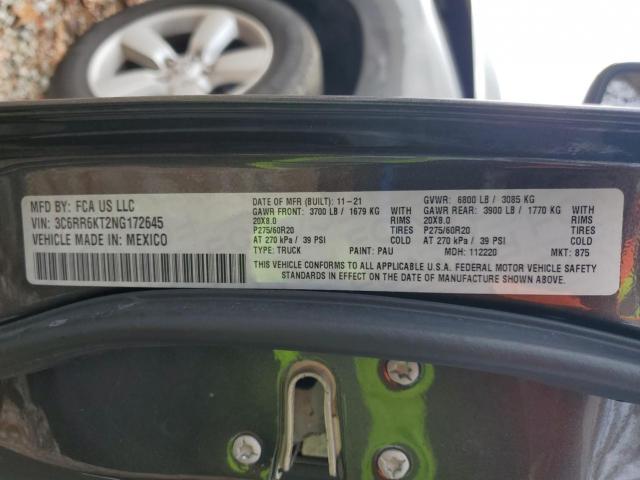 MFD BY: FCA US LLC
VIN: 3C6RR6KT2NG172645
VEHICLE MADE IN: MEXICO
DATE OF MFR (BUILT): 11-21
GAWR FRONT: 3700 LB / 1679 KG WITH
20X8.0 RIMS
P275/60R20 TIRES
AT 270 kPa / 39 PSI COLD
TYPE: TRUCK PAINT: PAU
GVWR: 6800 LB / 3085 KG
GAWR REAR: 3900 LB / 1770 KG WITH
20X8.0 RIMS
P275/60R20 TIRES
AT 270 kPa / 39 PSI COLD
MDH: 112220 MKT: 875
THIS VEHICLE CONFORMS TO ALL APPLICABLE U.S.A. FEDERAL MOTOR VEHICLE SAFETY
STANDARDS IN EFFECT ON THE DATE OF MANUFACTURE SHOWN ABOVE.